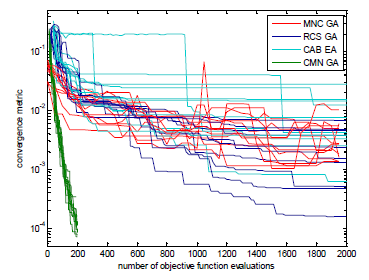 MNC GA
RCS GA
CAB EA
CMN GA
convergence metric
10^-1
10^-2
10^-3
10^-4
0 200 400 600 800 1000 1200 1400 1600 1800 2000
number of objective function evaluations